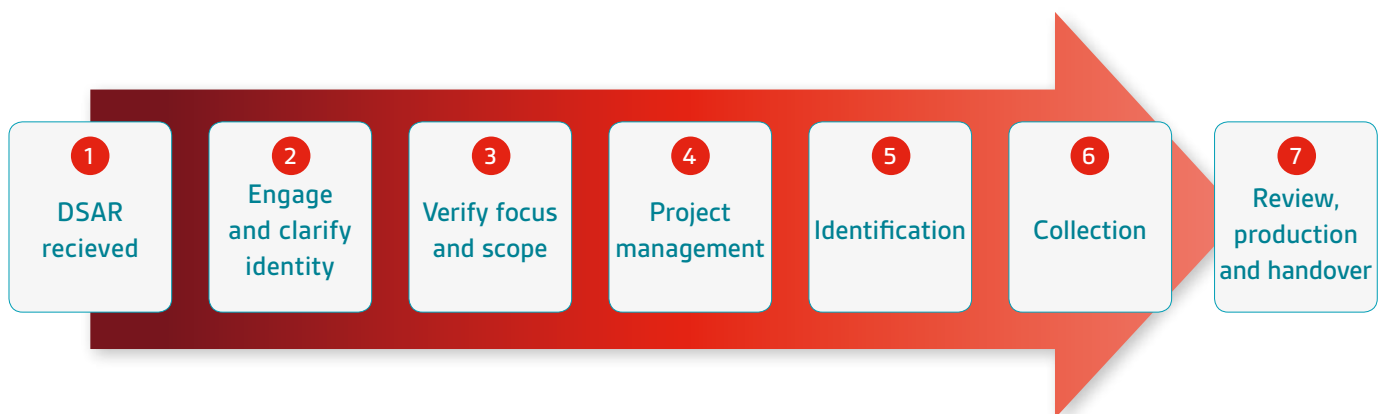 1
DSAR
recieved
2
Engage
and clarify
identity
3
Verify focus
and scope
4
Project
management
5
Identification
6
Collection
7
Review,
production
and handover